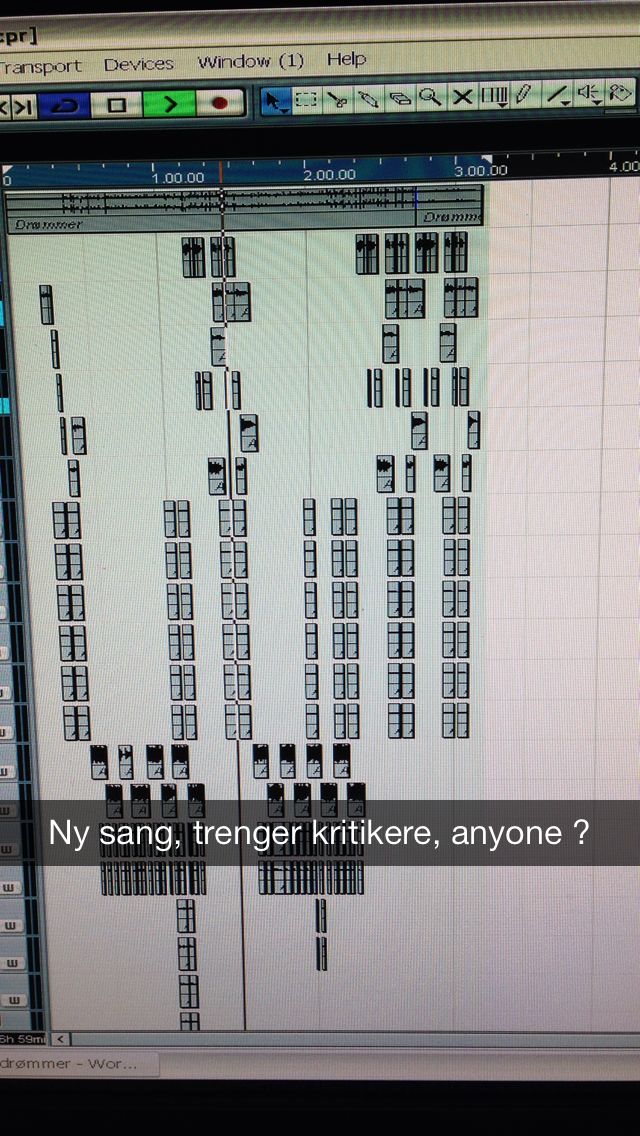 cpr]
Transport Devices Window (1) Help
0 1.00.00 2.00.00 3.00.00 4.00
Drømmer Drømme
Ny sang, trenger kritikere, anyone ?
6h 59mi
drømmer - Wor...